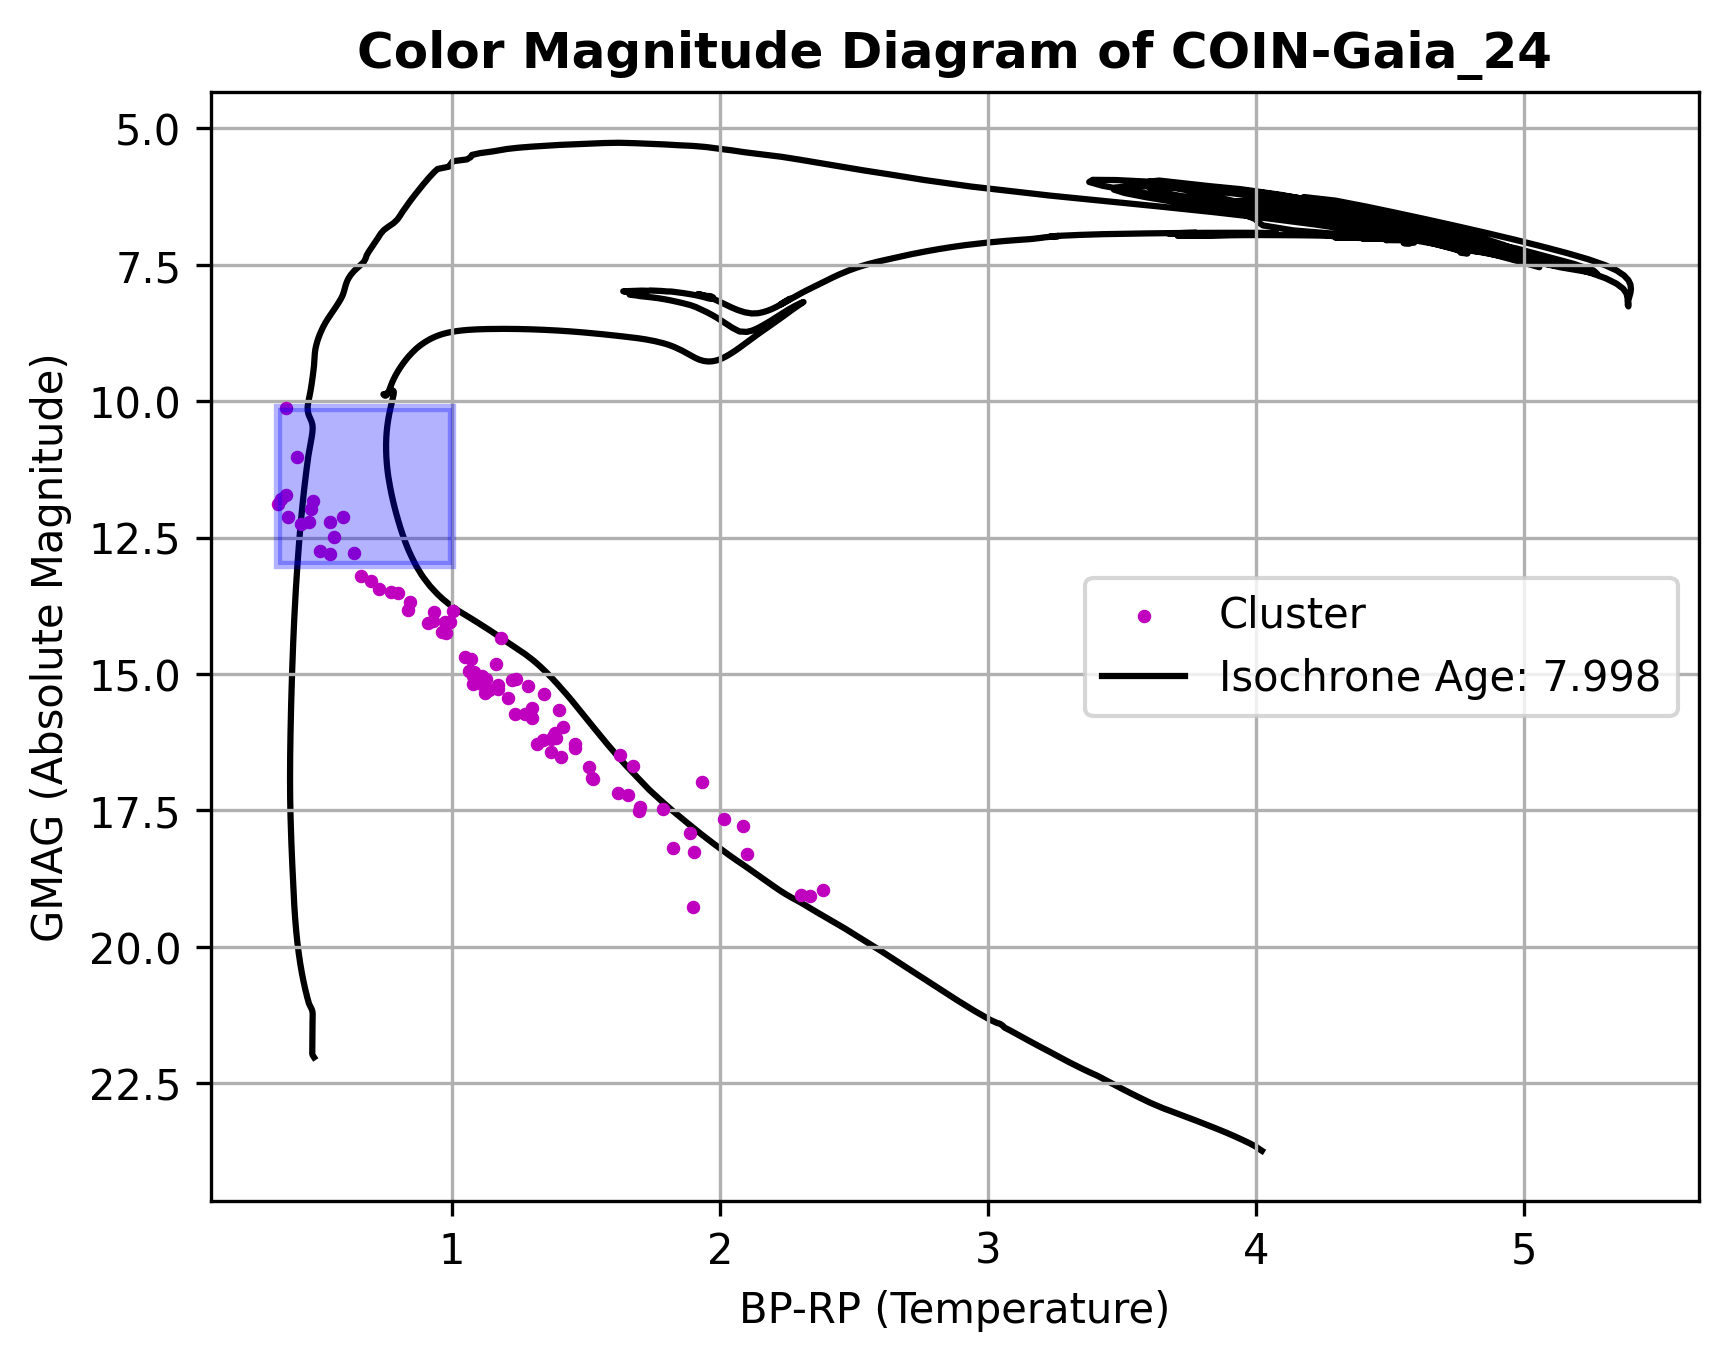 Color Magnitude Diagram of COIN-Gaia_24
GMAG (Absolute Magnitude)
5.0
7.5
10.0
12.5
15.0
17.5
20.0
22.5
Cluster
Isochrone Age: 7.998
1 2 3 4 5
BP-RP (Temperature)